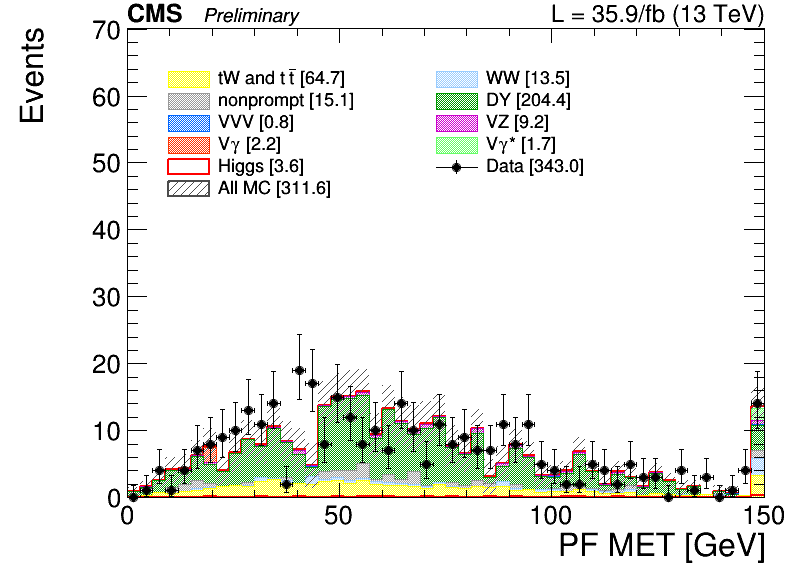 CMS Preliminary L = 35.9/fb (13 TeV)
Events
70
60
50
40
30
20
10
0
tW and t t̅ [64.7] WW [13.5]
nonprompt [15.1] DY [204.4]
VVV [0.8] VZ [9.2]
Vγ [2.2] Vγ* [1.7]
Higgs [3.6] Data [343.0]
All MC [311.6]
0 50 100 150
PF MET [GeV]